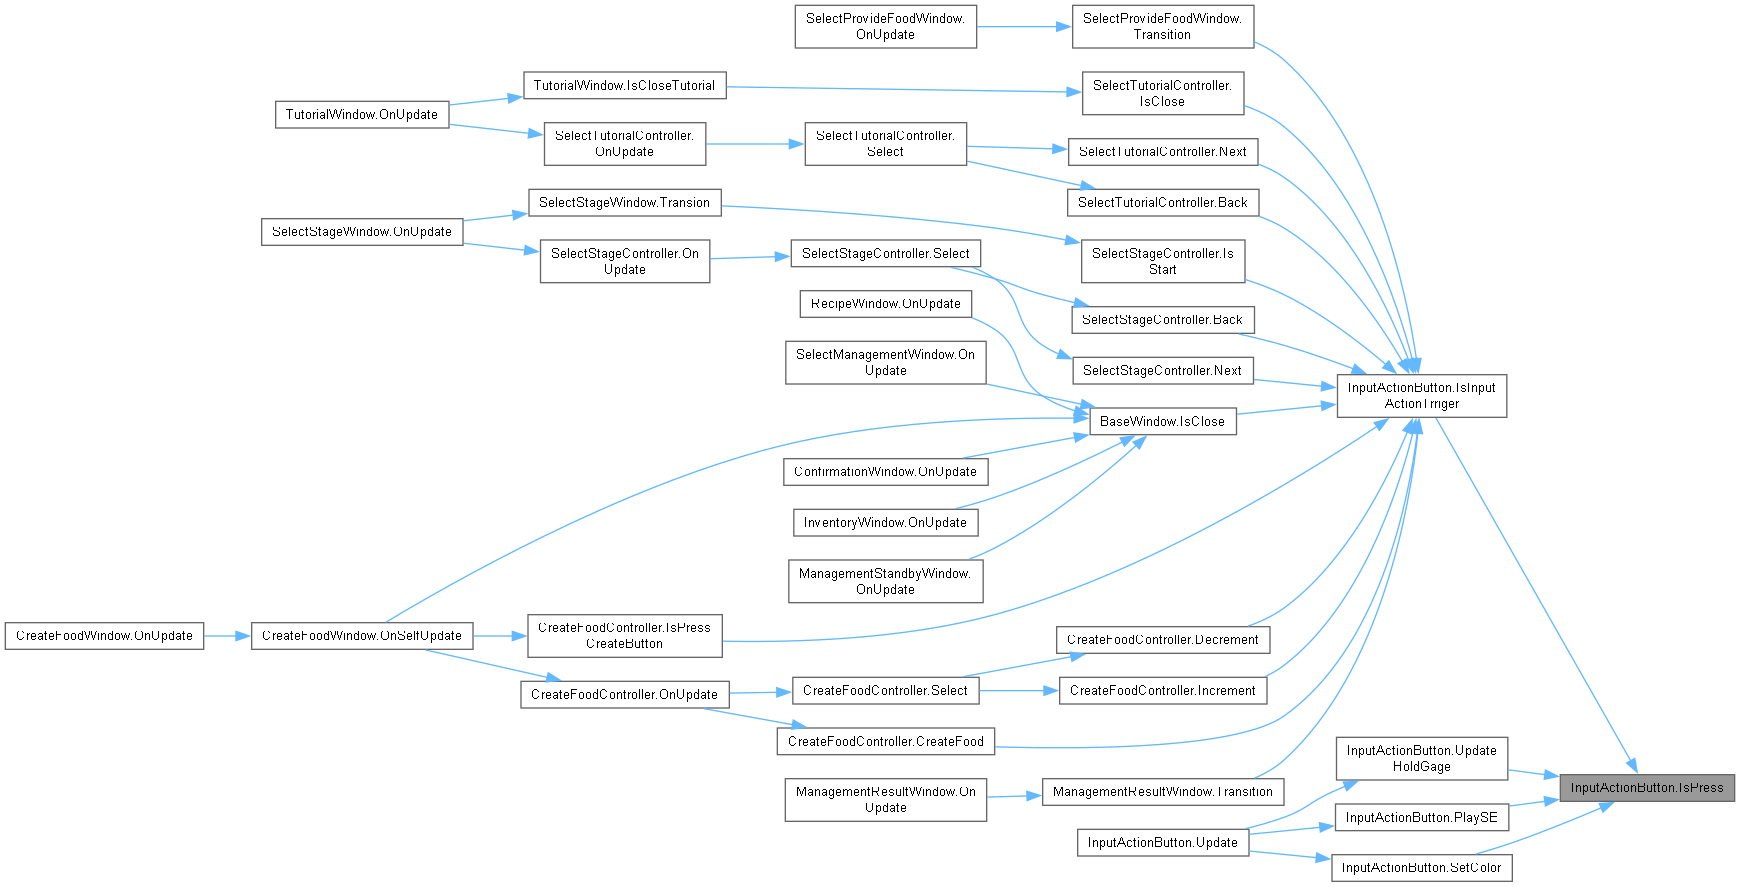 SelectProvideFoodWindow.
OnUpdate
SelectProvideFoodWindow.
Transition
TutorialWindow.IsCloseTutorial
SelectTutorialController.
IsClose
TutorialWindow.OnUpdate
SelectTutorialController.
OnUpdate
SelectTutorialController.
Select
SelectTutorialController.Next
SelectTutorialController.Back
SelectStageWindow.Transion
SelectStageWindow.OnUpdate
SelectStageController.On
Update
SelectStageController.Select
SelectStageController.Is
Start
RecipeWindow.OnUpdate
SelectStageController.Back
SelectManagementWindow.On
Update
SelectStageController.Next
InputActionButton.IsInput
ActionTrriger
BaseWindow.IsClose
ConfirmationWindow.OnUpdate
InventoryWindow.OnUpdate
ManagementStandbyWindow.
OnUpdate
CreateFoodWindow.OnUpdate
CreateFoodWindow.OnSelfUpdate
CreateFoodController.IsPress
CreateButton
CreateFoodController.Decrement
CreateFoodController.OnUpdate
CreateFoodController.Select
CreateFoodController.Increment
CreateFoodController.CreateFood
ManagementResultWindow.On
Update
ManagementResultWindow.Transition
InputActionButton.Update
HoldGage
InputActionButton.IsPress
InputActionButton.PlaySE
InputActionButton.Update
InputActionButton.SetColor